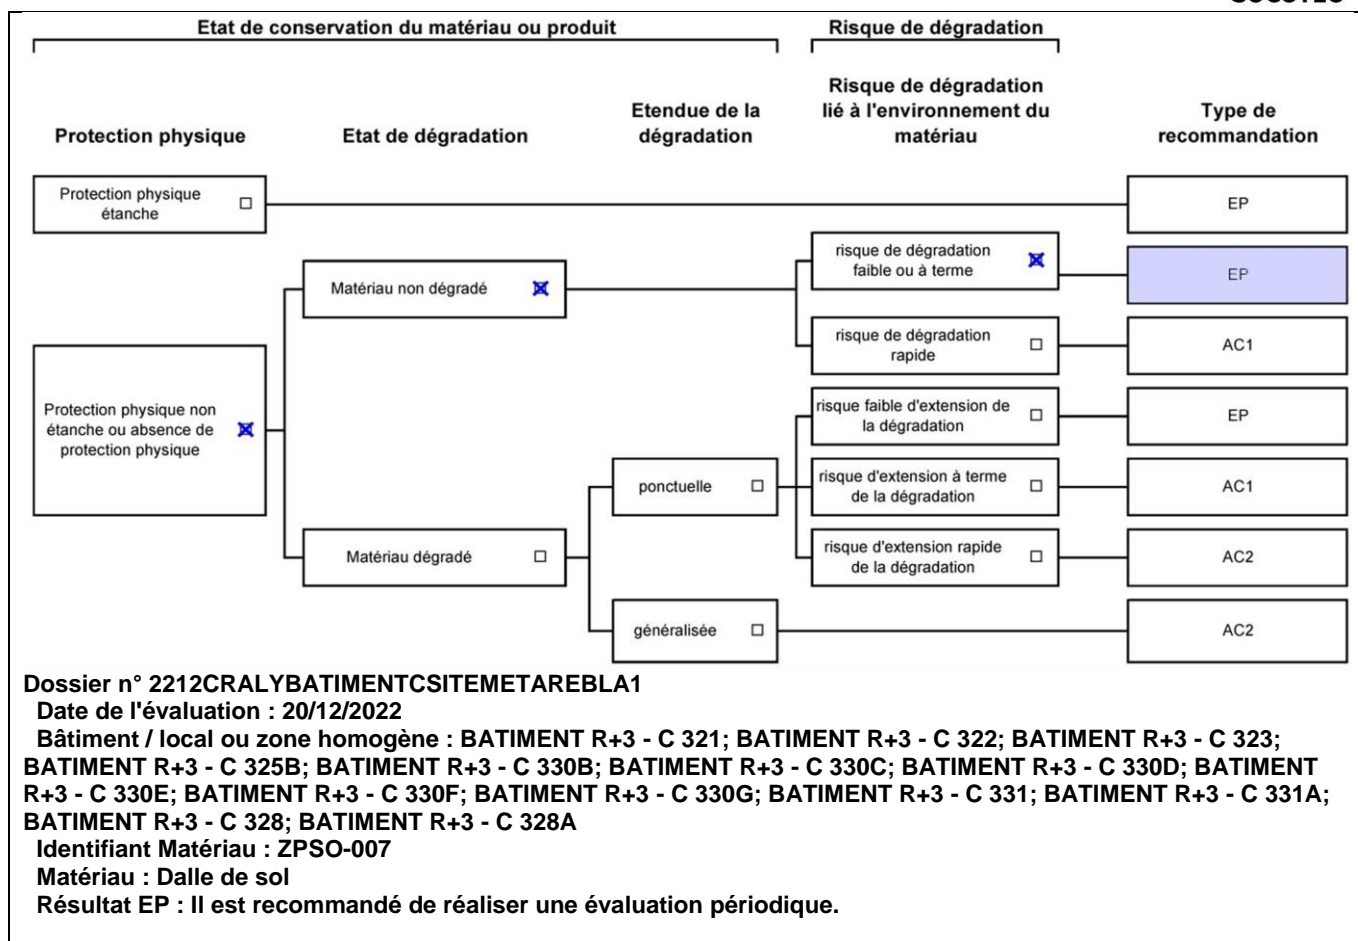 Etat de conservation du matériau ou produit
Risque de dégradation
Protection physique
Etat de dégradation
Etendue de la
dégradation
Risque de dégradation
lié à l'environnement du
matériau
Type de
recommandation
Protection physique
étanche
EP
risque de dégradation
faible ou à terme
Matériau non dégradé
EP
risque de dégradation
rapide
AC1
Protection physique non
étanche ou absence de
protection physique
risque faible d'extension de
la dégradation
EP
ponctuelle
risque d'extension à terme
de la dégradation
AC1
Matériau dégradé
risque d'extension rapide
de la dégradation
AC2
généralisée
AC2
Dossier n° 2212CRALYBATIMENTCSITEMETAREBLA1
Date de l'évaluation : 20/12/2022
Bâtiment / local ou zone homogène : BATIMENT R+3 - C 321; BATIMENT R+3 - C 322; BATIMENT R+3 - C 323;
BATIMENT R+3 - C 325B; BATIMENT R+3 - C 330B; BATIMENT R+3 - C 330C; BATIMENT R+3 - C 330D; BATIMENT
R+3 - C 330E; BATIMENT R+3 - C 330F; BATIMENT R+3 - C 330G; BATIMENT R+3 - C 331; BATIMENT R+3 - C 331A;
BATIMENT R+3 - C 328; BATIMENT R+3 - C 328A
Identifiant Matériau : ZPSO-007
Matériau : Dalle de sol
Résultat EP : Il est recommandé de réaliser une évaluation périodique.